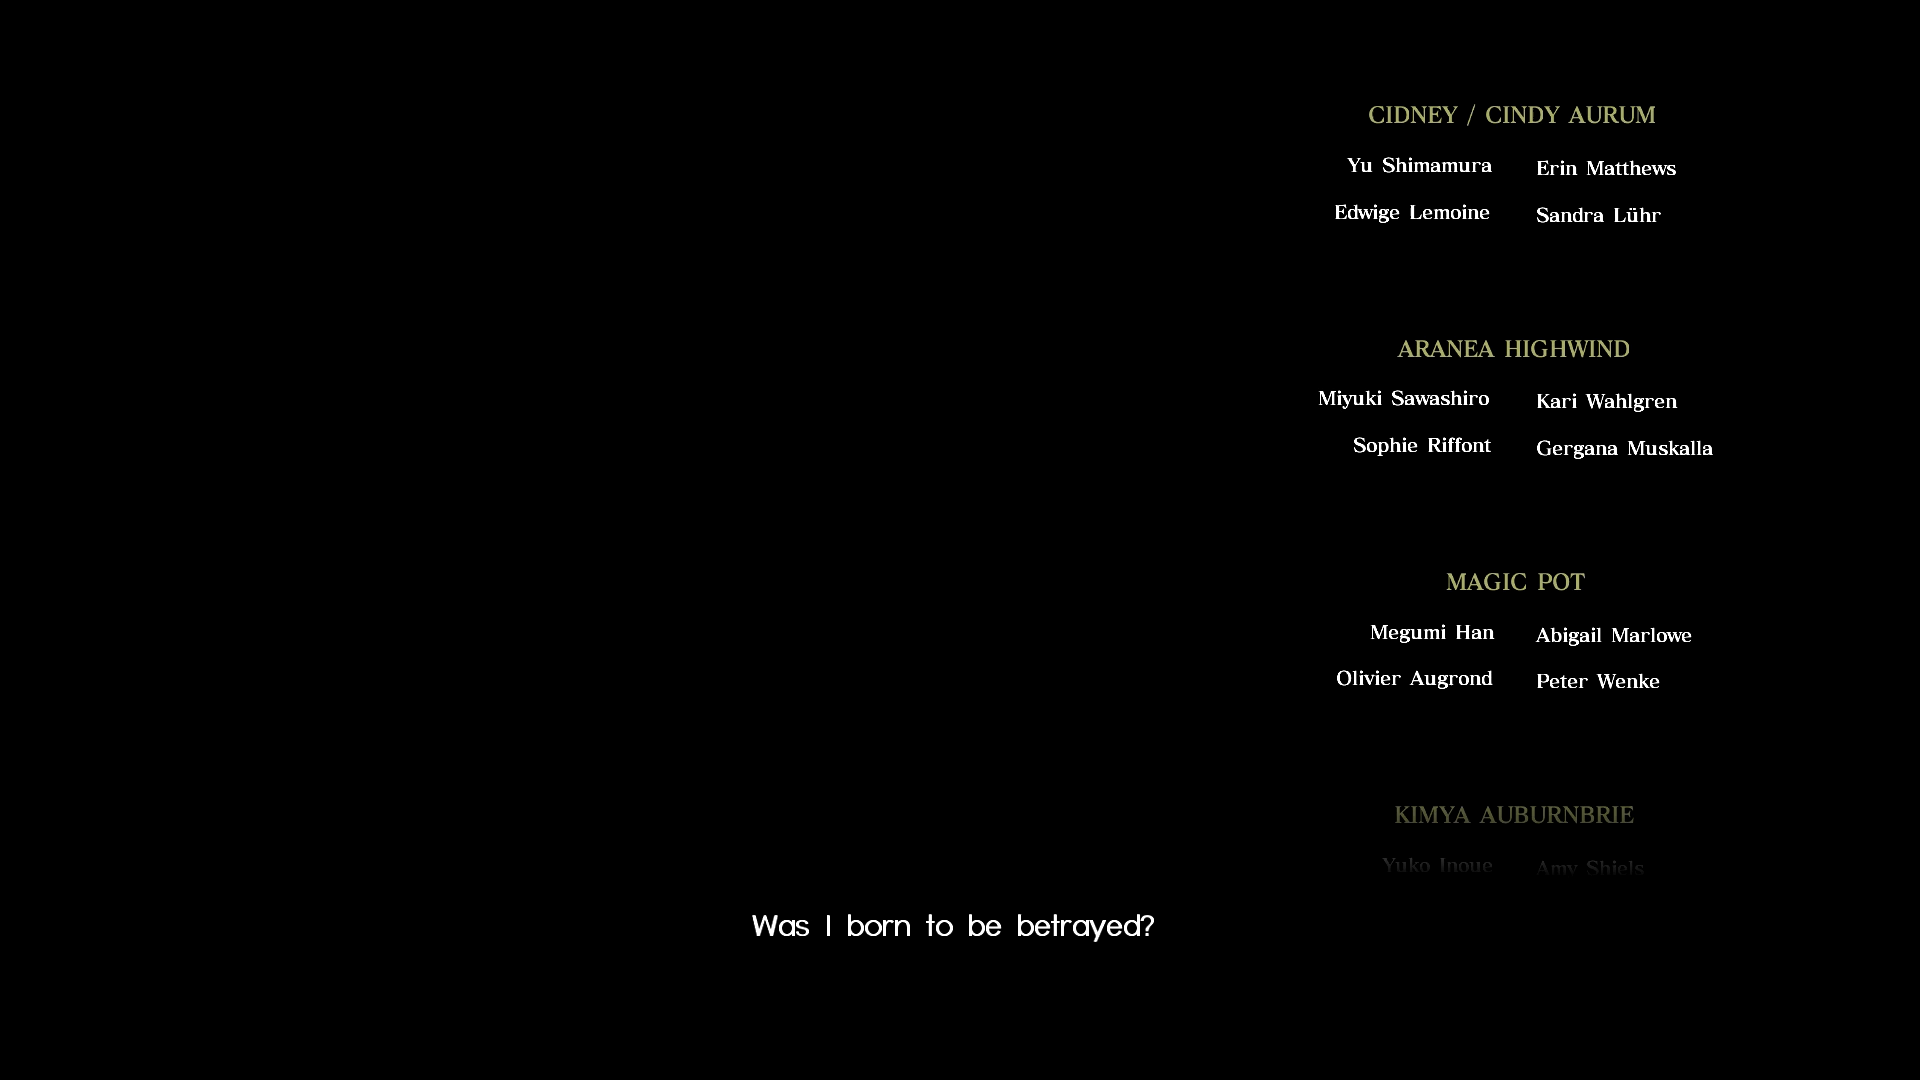 CIDNEY / CINDY AURUM
Yu Shimamura Erin Matthews
Edwige Lemoine Sandra Lühr
ARANEA HIGHWIND
Miyuki Sawashiro Kari Wahlgren
Sophie Riffont Gergana Muskalla
MAGIC POT
Megumi Han Abigail Marlowe
Olivier Augrond Peter Wenke
KIMYA AUBURNBRIE
Yuko Inoue Amy Shiels
Was I born to be betrayed?